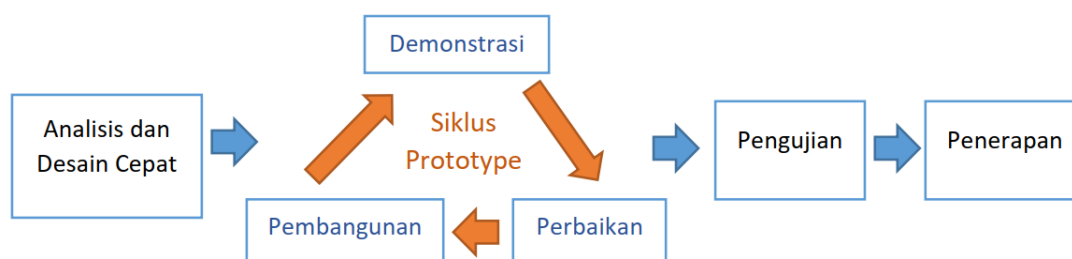 Demonstrasi
Analisis dan
Desain Cepat
Siklus
Prototype
Pengujian
Penerapan
Pembangunan
Perbaikan